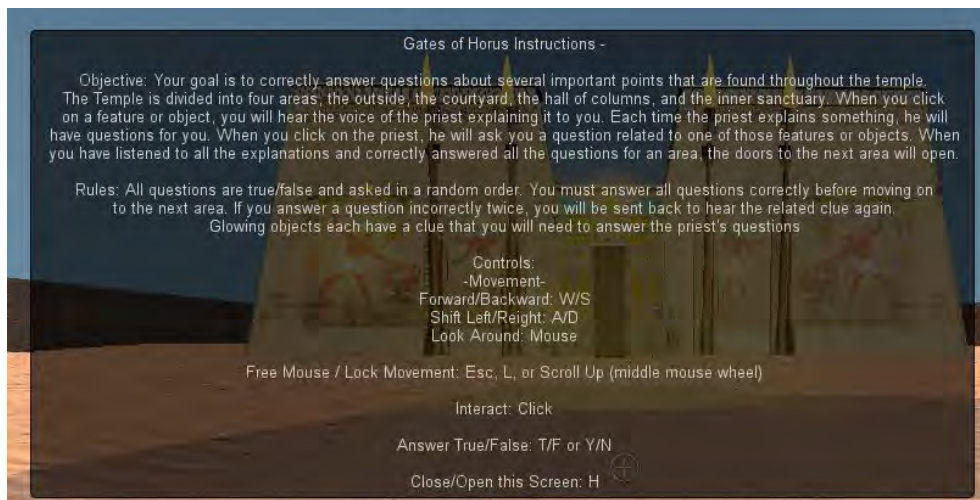 Gates of Horus Instructions -
Objective: Your goal is to correctly answer questions about several important points that are found throughout the temple.
The Temple is divided into four areas, the outside, the courtyard, the hall of columns, and the inner sanctuary. When you click
on a feature or object, you will hear the voice of the priest explaining it to you. Each time the priest explains something, he will
have questions for you. When you click on the priest, he will ask you a question related to one of those features or objects. When
you have listened to all the explanations and correctly answered all the questions for an area, the doors to the next area will open.
Rules: All questions are true/false and asked in a random order. You must answer all questions correctly before moving on
to the next area. If you answer a question incorrectly twice, you will be sent back to hear the related clue again.
Glowing objects each have a clue that you will need to answer the priest's questions
Controls:
-Movement-
Forward/Backward: W/S
Shift Left/Reight: A/D
Look Around: Mouse
Free Mouse / Lock Movement: Esc, L, or Scroll Up (middle mouse wheel)
Interact: Click
Answer True/False: T/F or Y/N
Close/Open this Screen: H